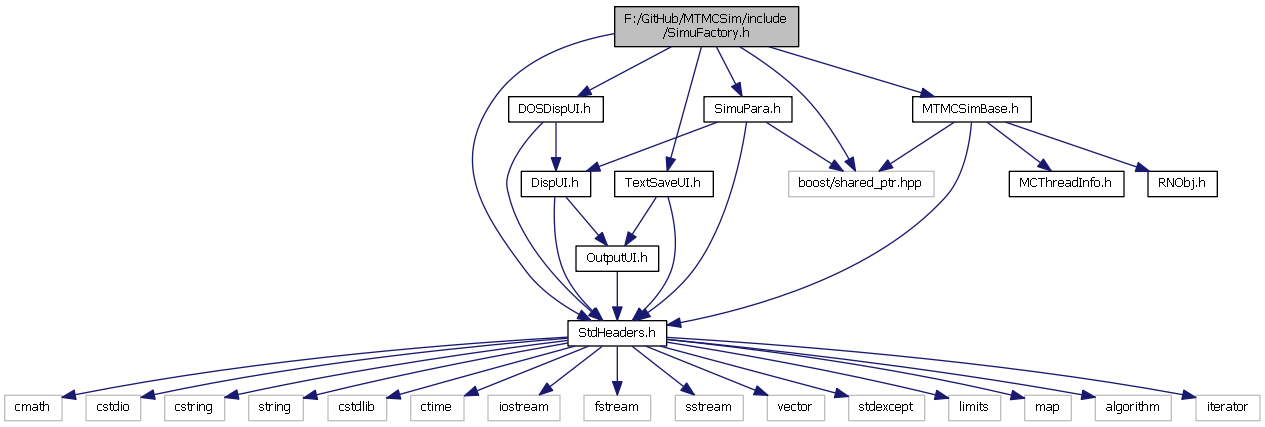 F:/GitHub/MTMCSim/include
/SimuFactory.h
DOSDispUI.h
SimuPara.h
MTMCSimBase.h
DispUI.h
TextSaveUI.h
boost/shared_ptr.hpp
MCThreadInfo.h
RNObj.h
OutputUI.h
StdHeaders.h
cmath
cstdio
cstring
string
cstdlib
ctime
iostream
fstream
sstream
vector
stdexcept
limits
map
algorithm
iterator